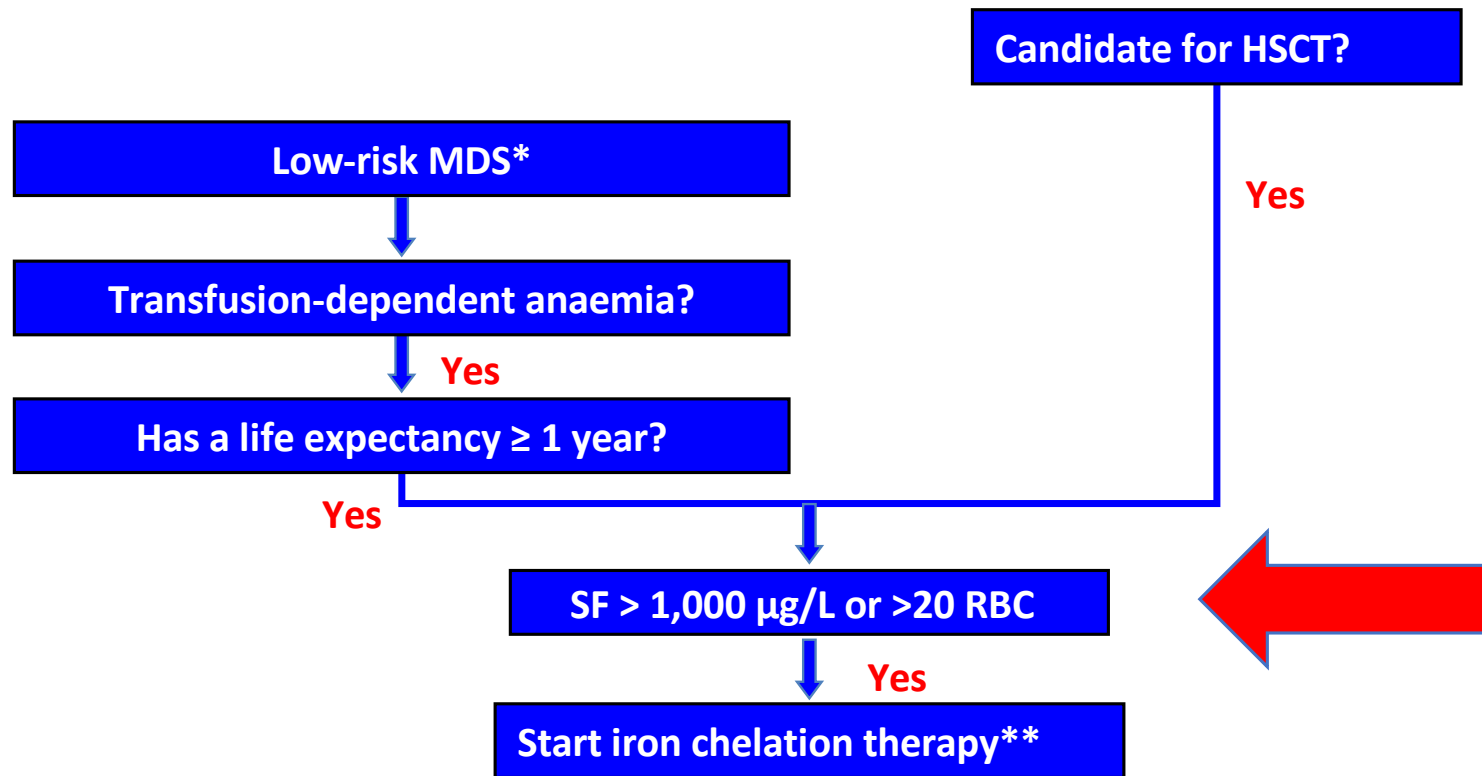 Candidate for HSCT?
Low-risk MDS*
Yes
Transfusion-dependent anaemia?
Yes
Has a life expectancy ≥ 1 year?
Yes
SF > 1,000 µg/L or >20 RBC
Yes
Start iron chelation therapy**